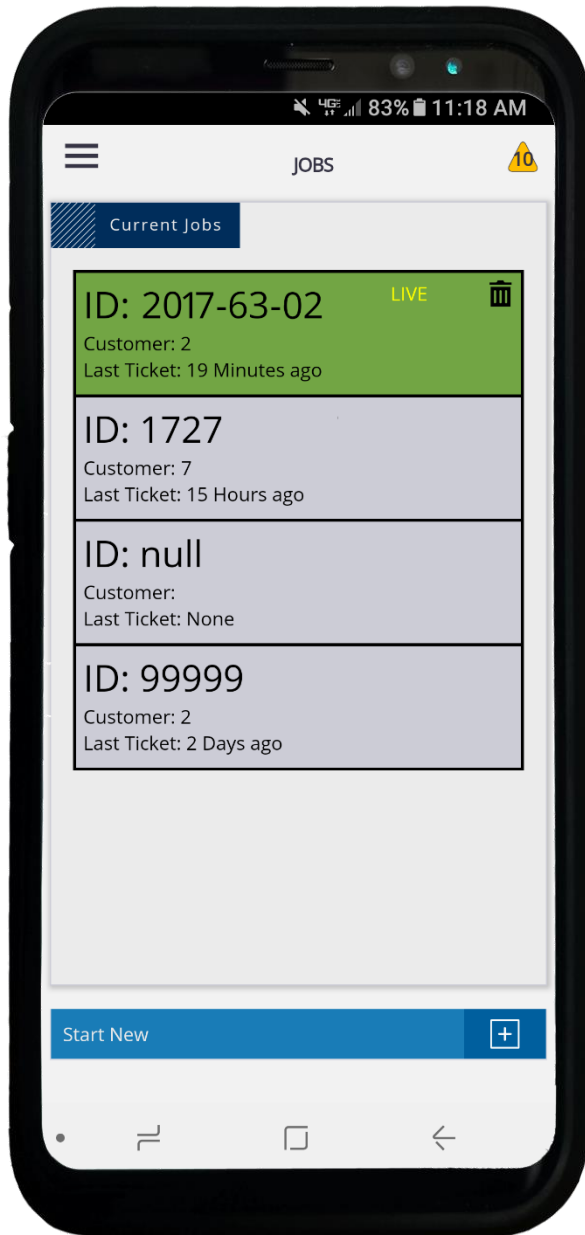 4GE 83% 11:18 AM
JOBS
10
Current Jobs
ID: 2017-63-02
LIVE
Customer: 2
Last Ticket: 19 Minutes ago
ID: 1727
Customer: 7
Last Ticket: 15 Hours ago
ID: null
Customer:
Last Ticket: None
ID: 99999
Customer: 2
Last Ticket: 2 Days ago
Start New